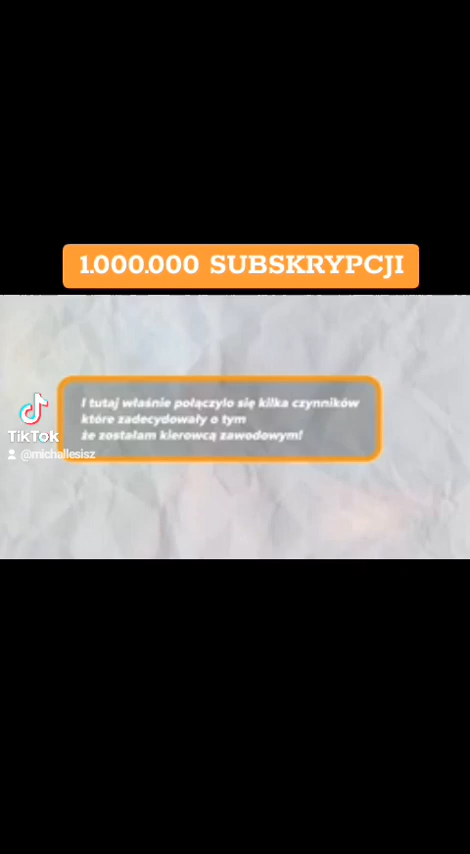 1.000.000 SUBSKRYPCJI
I tutaj właśnie połączyło się kilka czynników
które zadecydowały o tym
że zostałam kierowcą zawodowym!
TikTok
@michallesisz